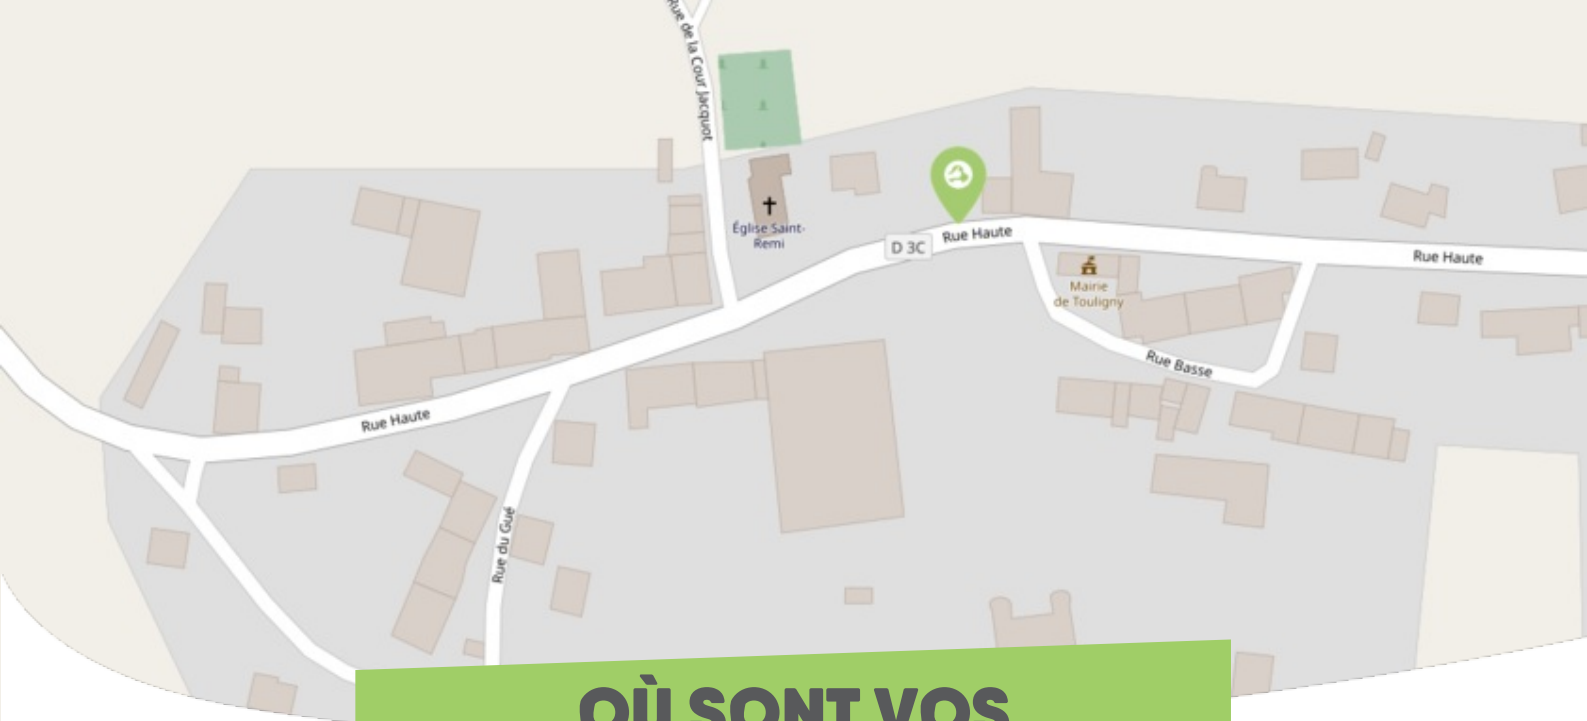 Rue de la Cour Jacquot
Église Saint-
Remi
D 3C
Rue Haute
Rue Haute
Mairie
de Touligny
Rue Basse
Rue Haute
Rue du Gué
OÙ SONT VOS